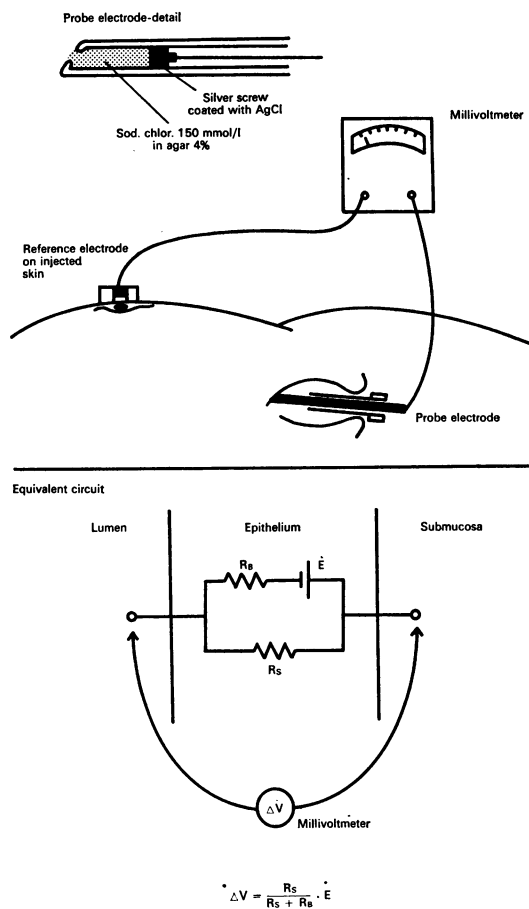 Probe electrode-detail
Silver screw
coated with AgCl
Sod. chlor. 150 mmol/l
in agar 4%
Millivoltmeter
Reference electrode
on injected
skin
Probe electrode
Equivalent circuit
Lumen
Epithelium
Submucosa
RB
E
RS
ΔV
Millivoltmeter
ΔV = RS / RS + RB · E